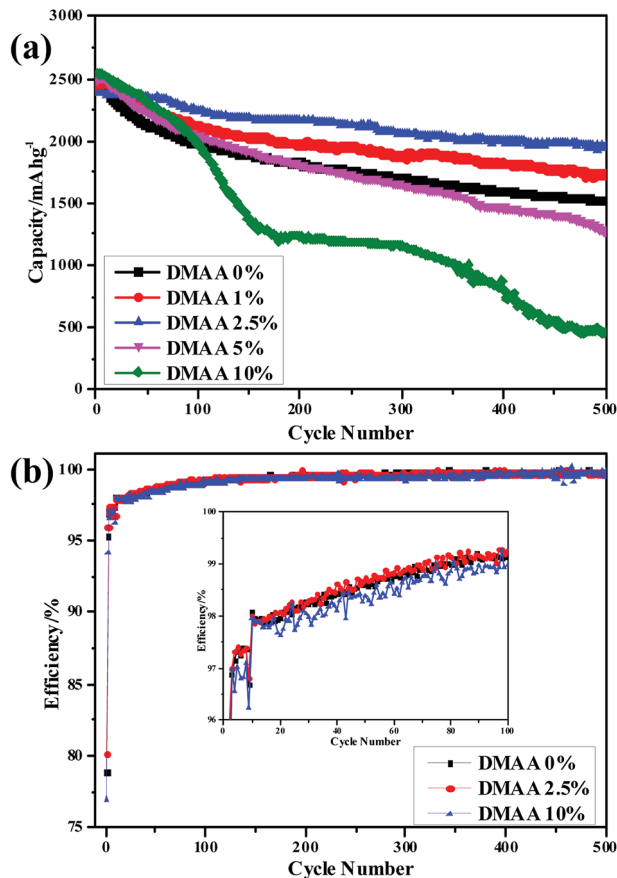 (a)
3000
2500
2000
1500
1000
500
0
Capacity/mAhg⁻¹
DMAA 0%
DMAA 1%
DMAA 2.5%
DMAA 5%
DMAA 10%
0 100 200 300 400 500
Cycle Number
(b)
100
95
90
85
80
75
Efficiency/%
100
99
98
97
96
Efficiency/%
0 20 40 60 80 100
Cycle Number
DMAA 0%
DMAA 2.5%
DMAA 10%
0 100 200 300 400 500
Cycle Number